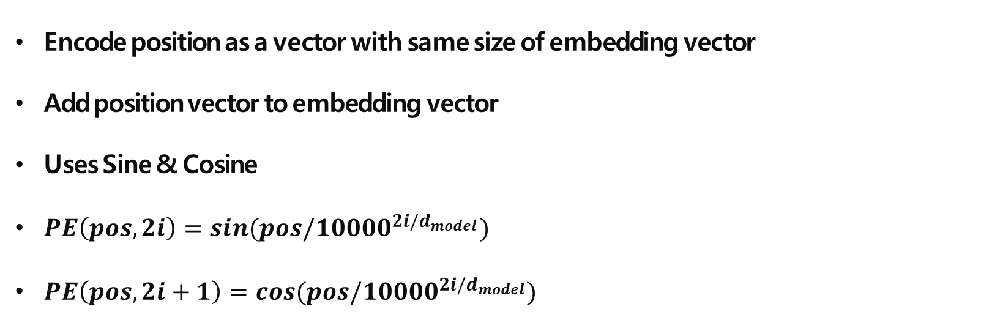 • Encode position as a vector with same size of embedding vector
• Add position vector to embedding vector
• Uses Sine & Cosine
• PE(pos, 2i) = sin(pos/10000^{2i/d_{model}})
• PE(pos, 2i + 1) = cos(pos/10000^{2i/d_{model}})